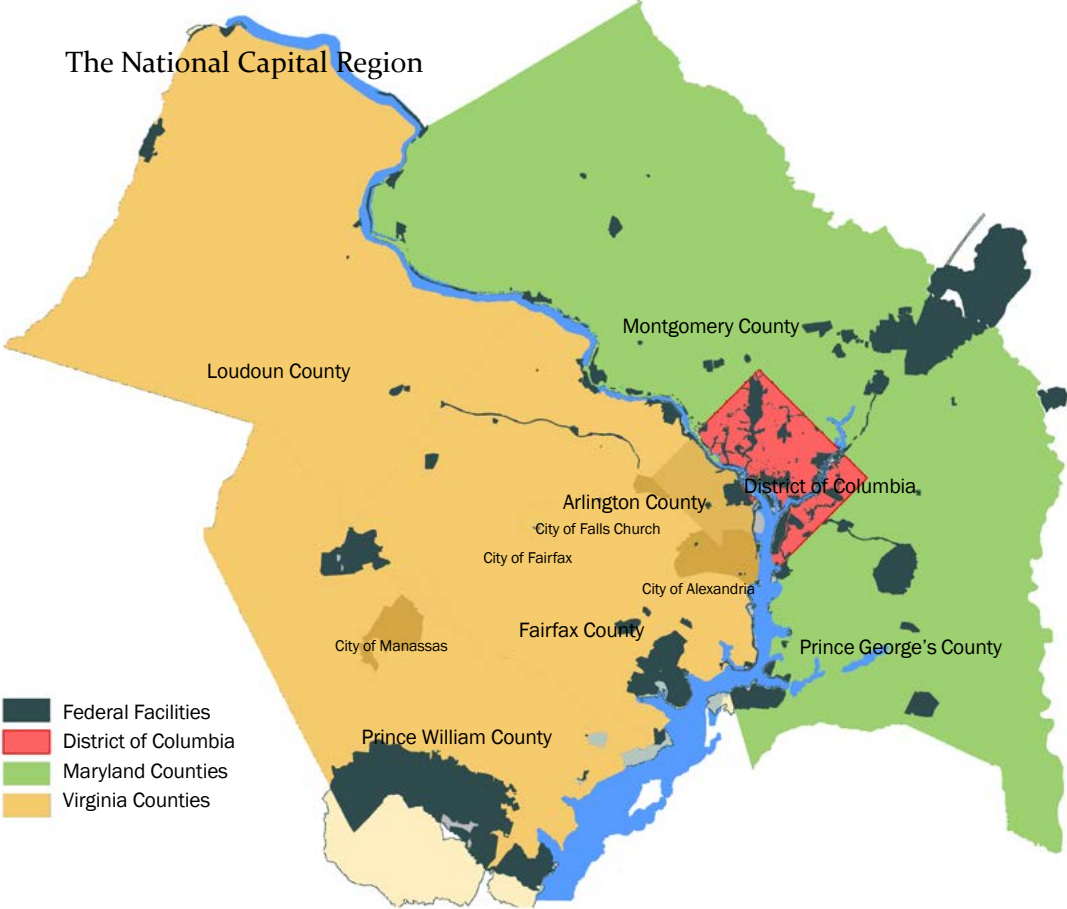 The National Capital Region
Montgomery County
Loudoun County
District of Columbia
Arlington County
City of Falls Church
City of Fairfax
City of Alexandria
Fairfax County
City of Manassas
Prince George's County
Prince William County
Federal Facilities
District of Columbia
Maryland Counties
Virginia Counties